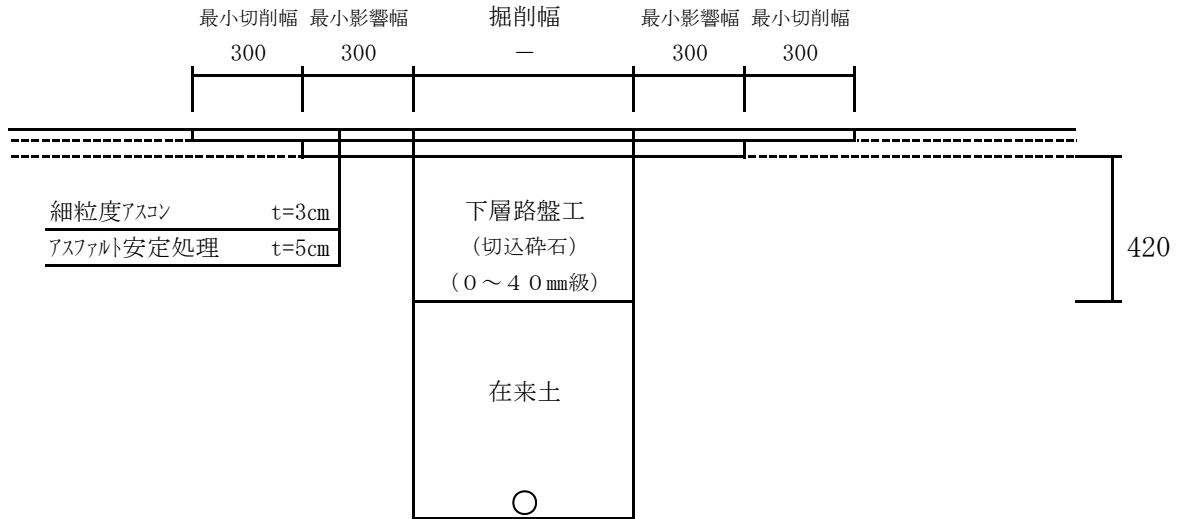 最小切削幅 最小影響幅 掘削幅 最小影響幅 最小切削幅
300 300 － 300 300
細粒度ｱｽｺﾝ t=3㎝
ｱｽﾌｧﾙﾄ安定処理 t=5㎝
下層路盤工
（切込砕石）
（０～４０㎜級）
420
在来土